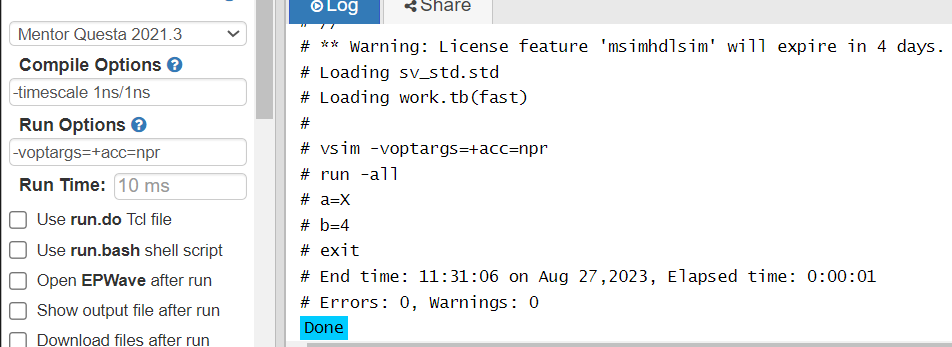 Log
Share
Mentor Questa 2021.3
Compile Options ?
-timescale 1ns/1ns
Run Options ?
-voptargs=+acc=npr
Run Time: 10 ms
Use run.do Tcl file
Use run.bash shell script
Open EPWave after run
Show output file after run
Download files after run
# //
# ** Warning: License feature 'msimhdlsim' will expire in 4 days.
# Loading sv_std.std
# Loading work.tb(fast)
#
# vsim -voptargs=+acc=npr
# run -all
# a=X
# b=4
# exit
# End time: 11:31:06 on Aug 27,2023, Elapsed time: 0:00:01
# Errors: 0, Warnings: 0
Done